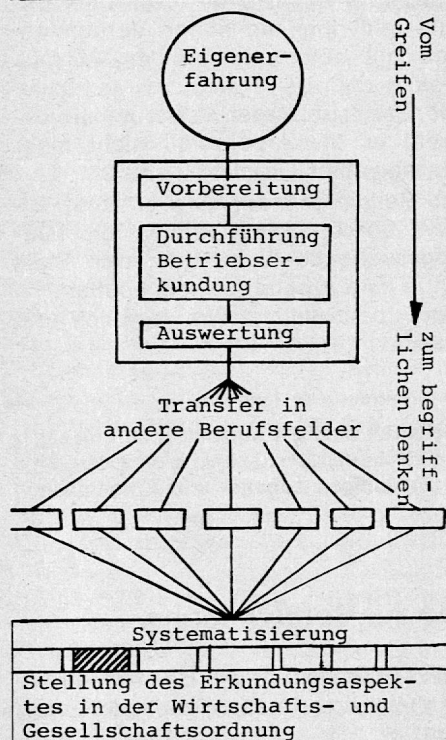 Eigener-
fahrung
Vorbereitung
Durchführung
Betriebser-
kundung
Auswertung
Transfer in
andere Berufsfelder
Systematisierung
Stellung des Erkundungsaspek-
tes in der Wirtschafts- und
Gesellschaftsordnung
Vom
Greifen
zum begriff-
lichen Denken